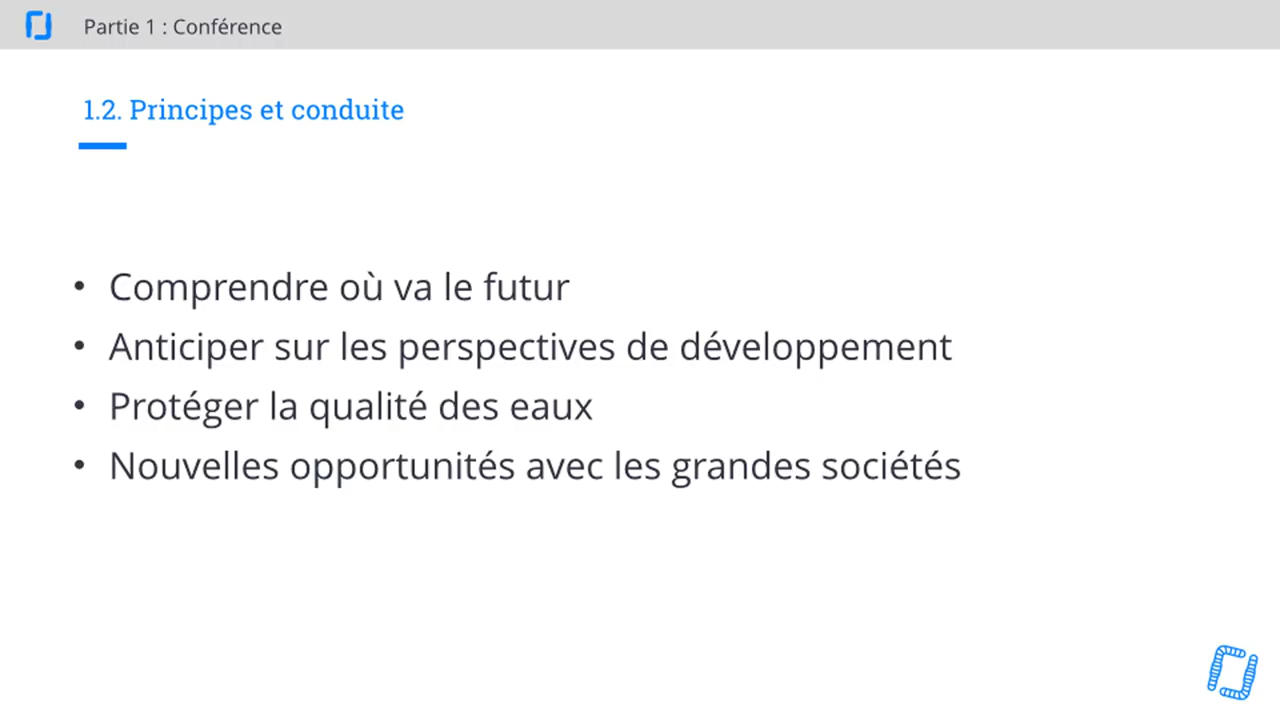 Partie 1 : Conférence
1.2. Principes et conduite
• Comprendre où va le futur
• Anticiper sur les perspectives de développement
• Protéger la qualité des eaux
• Nouvelles opportunités avec les grandes sociétés